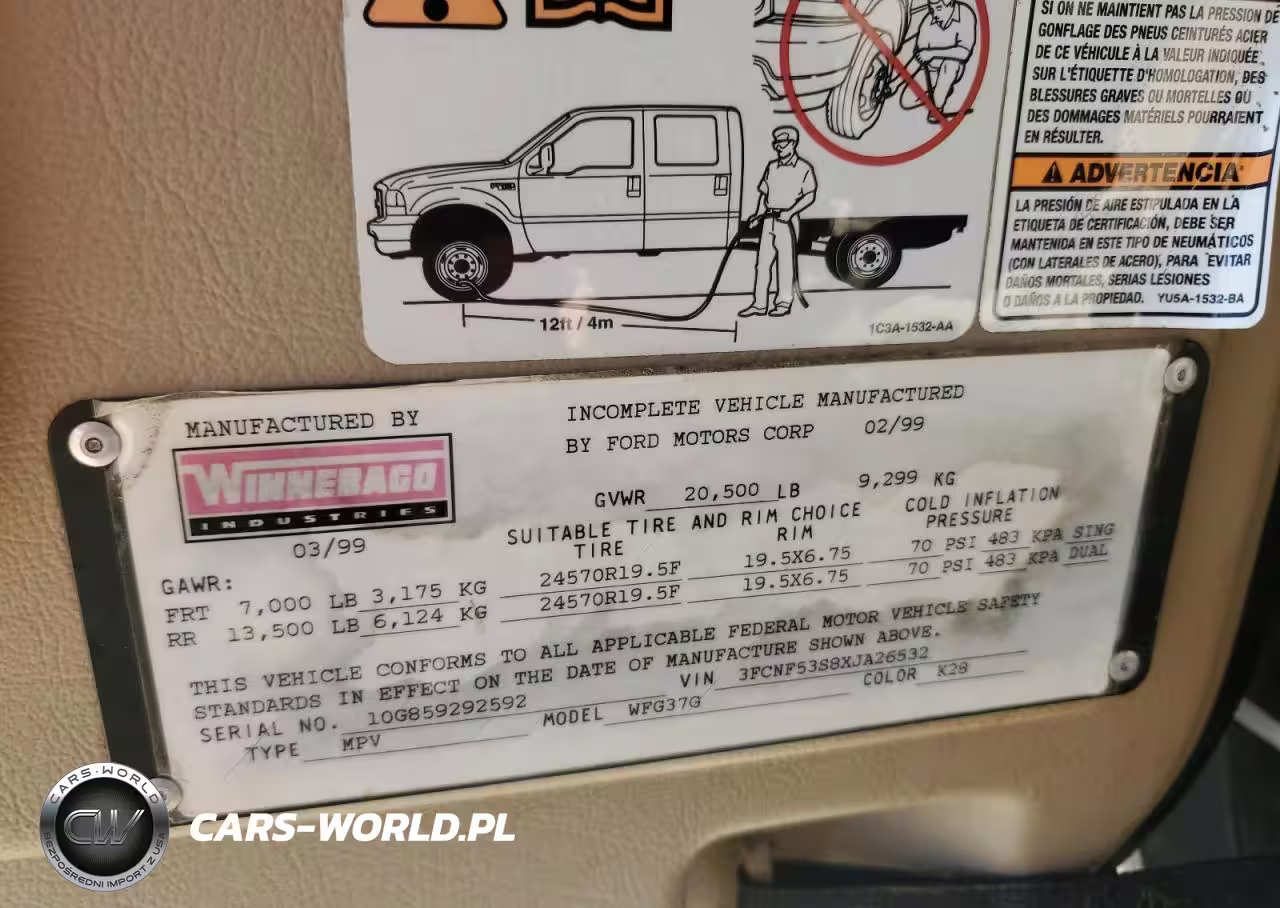 SI ON NE MAINTIENT PAS LA PRESSION DE
GONFLAGE DES PNEUS CEINTURÉS ACIER
DE CE VÉHICULE À LA VALEUR INDIQUÉE
SUR L'ÉTIQUETTE D'HOMOLOGATION, DES
BLESSURES GRAVES OU MORTELLES OU
DES DOMMAGES MATÉRIELS POURRAIENT
EN RÉSULTER.
ADVERTENCIA
LA PRESIÓN DE AIRE ESTIPULADA EN LA
ETIQUETA DE CERTIFICACIÓN, DEBE SER
MANTENIDA EN ESTE TIPO DE NEUMÁTICOS
(CON LATERALES DE ACERO), PARA EVITAR
DAÑOS MORTALES, SERIAS LESIONES
O DAÑOS A LA PROPIEDAD. YU5A-1532-BA
12ft / 4m
1C3A-1532-AA
MANUFACTURED BY
WINNEBAGO
INDUSTRIES
03/99
INCOMPLETE VEHICLE MANUFACTURED
BY FORD MOTORS CORP 02/99
GVWR 20,500 LB 9,299 KG
SUITABLE TIRE AND RIM CHOICE COLD INFLATION
TIRE RIM PRESSURE
GAWR:
FRT 7,000 LB 3,175 KG 24570R19.5F 19.5X6.75 70 PSI 483 KPA SING
RR 13,500 LB 6,124 KG 24570R19.5F 19.5X6.75 70 PSI 483 KPA DUAL
THIS VEHICLE CONFORMS TO ALL APPLICABLE FEDERAL MOTOR VEHICLE SAFETY
STANDARDS IN EFFECT ON THE DATE OF MANUFACTURE SHOWN ABOVE.
SERIAL NO. 10G859292592 VIN 3FCNF53S8XJA26532
TYPE MPV MODEL WFG37G COLOR K28
CARS-WORLD
CW
BEZPOŚREDNI IMPORT Z USA
CARS-WORLD.PL